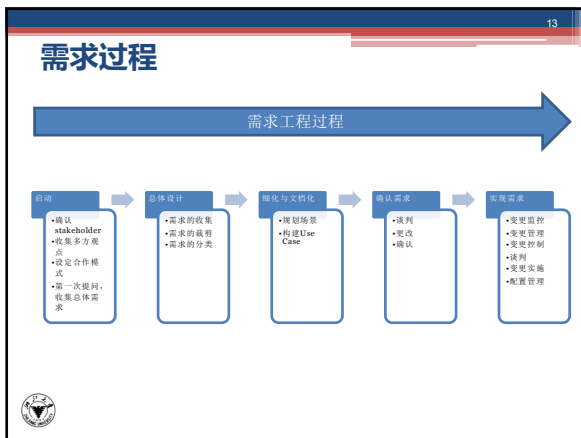 13
需求过程
需求工程过程
启动
•确认
stakeholder
•收集多方观
点
•设定合作模
式
•第一次提问，
收集总体需
求
总体设计
•需求的收集
•需求的裁剪
•需求的分类
细化与文档化
•规划场景
•构建Use
Case
确认需求
•谈判
•更改
•确认
实现需求
•变更监控
•变更管理
•变更控制
•谈判
•变更实施
•配置管理